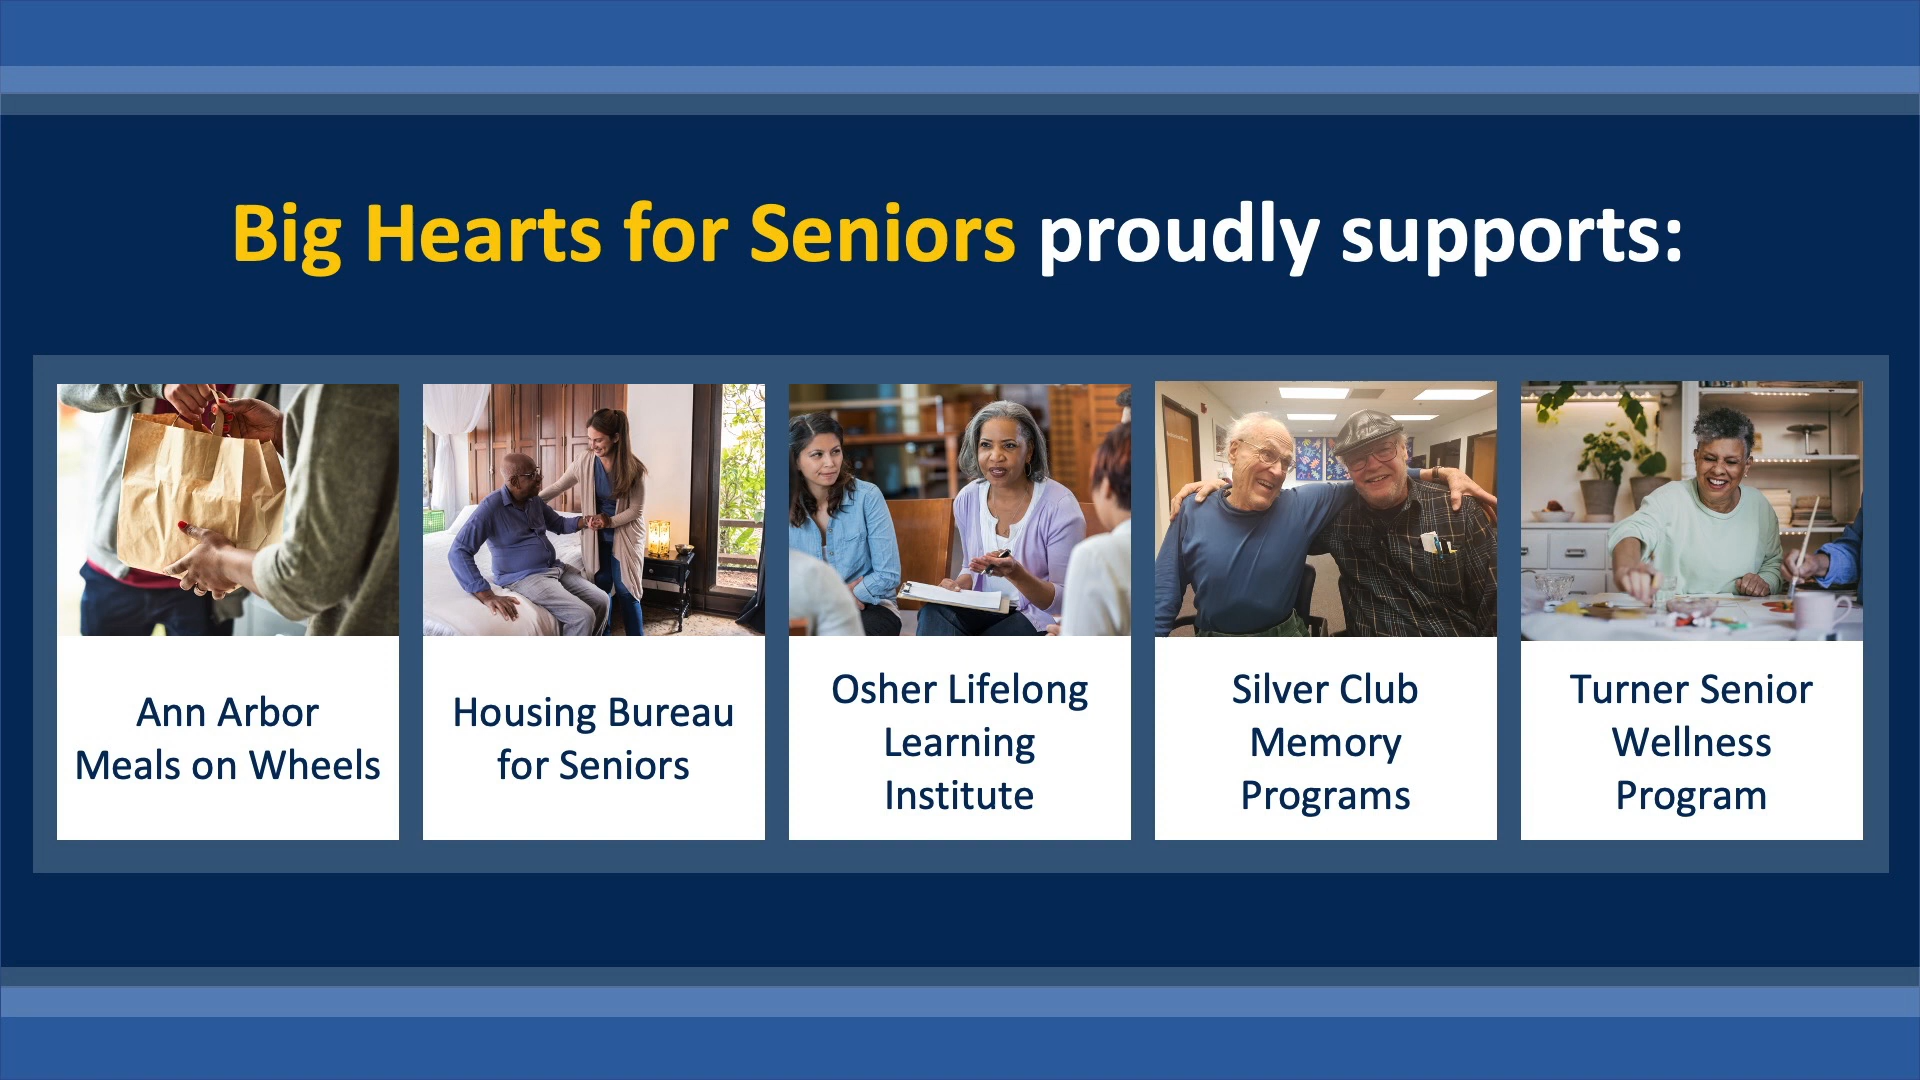 Big Hearts for Seniors proudly supports:
Ann Arbor
Meals on Wheels
Housing Bureau
for Seniors
Osher Lifelong
Learning
Institute
Silver Club
Memory
Programs
Turner Senior
Wellness
Program